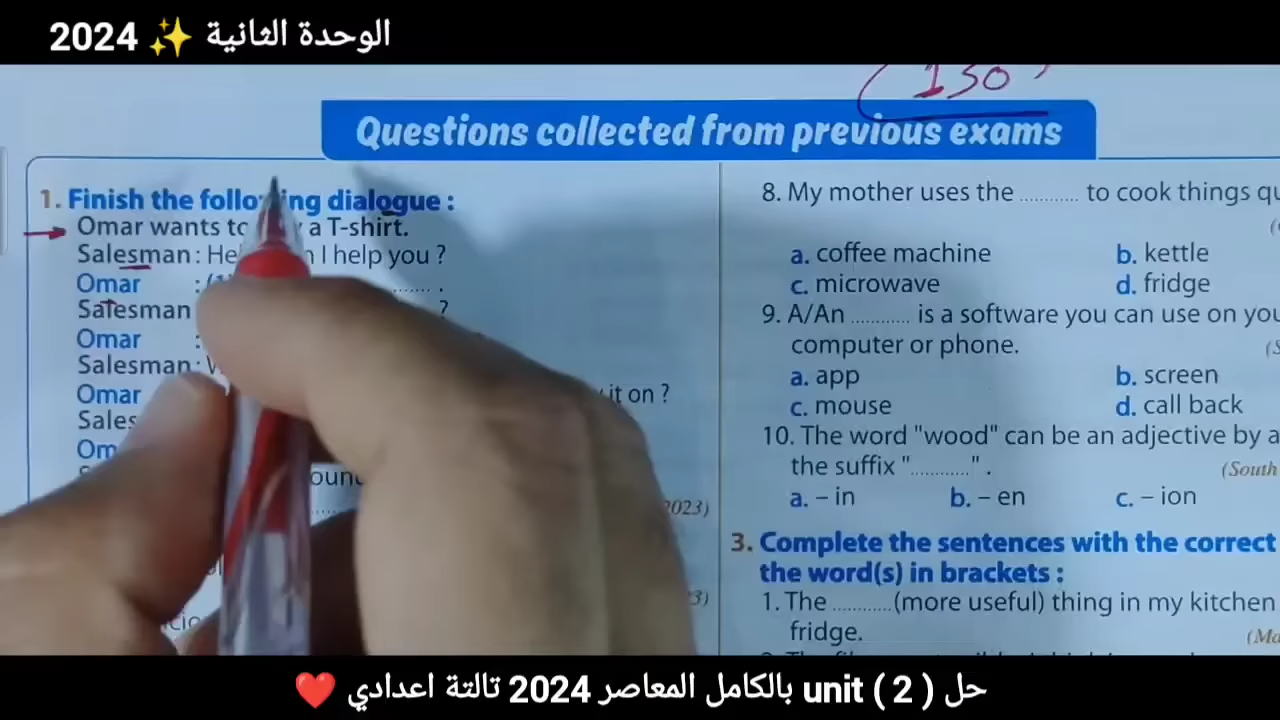 الوحدة الثانية ✨ 2024
130
Questions collected from previous exams
1. Finish the following dialogue :
Omar wants to a T-shirt.
Salesman : I help you ?
Omar : .......... .
Salesman ?
Omar :
Salesman :
Omar it on ?
2023)
8. My mother uses the ............ to cook things
a. coffee machine b. kettle
c. microwave d. fridge
9. A/An ............ is a software you can use on
computer or phone.
a. app b. screen
c. mouse d. call back
10. The word "wood" can be an adjective by
the suffix "............" .
(South
a. – in b. – en c. – ion
3. Complete the sentences with the correct
the word(s) in brackets :
1. The ............(more useful) thing in my kitchen
fridge.
حل unit ( 2 ) بالكامل المعاصر 2024 تالتة اعدادي ❤️